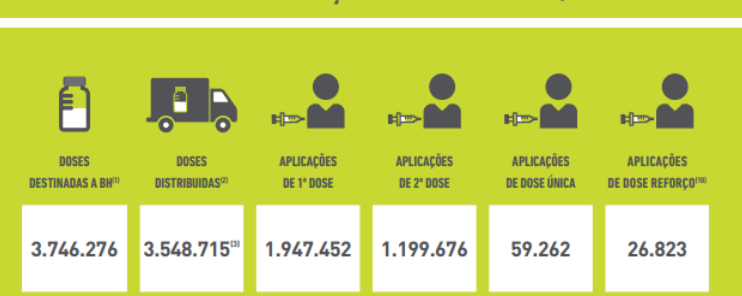 DOSES
DESTINADAS A BH(1)
DOSES
DISTRIBUIDAS(2)
APLICAÇÕES
DE 1ª DOSE
APLICAÇÕES
DE 2ª DOSE
APLICAÇÕES
DE DOSE ÚNICA
APLICAÇÕES
DE DOSE REFORÇO(10)
3.746.276
3.548.715(3)
1.947.452
1.199.676
59.262
26.823